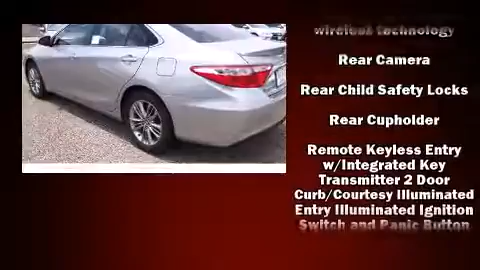 wireless technology
Rear Camera
Rear Child Safety Locks
Rear Cupholder
Remote Keyless Entry
w/Integrated Key
Transmitter 2 Door
Curb/Courtesy Illuminated
Entry Illuminated Ignition
Switch and Panic Button